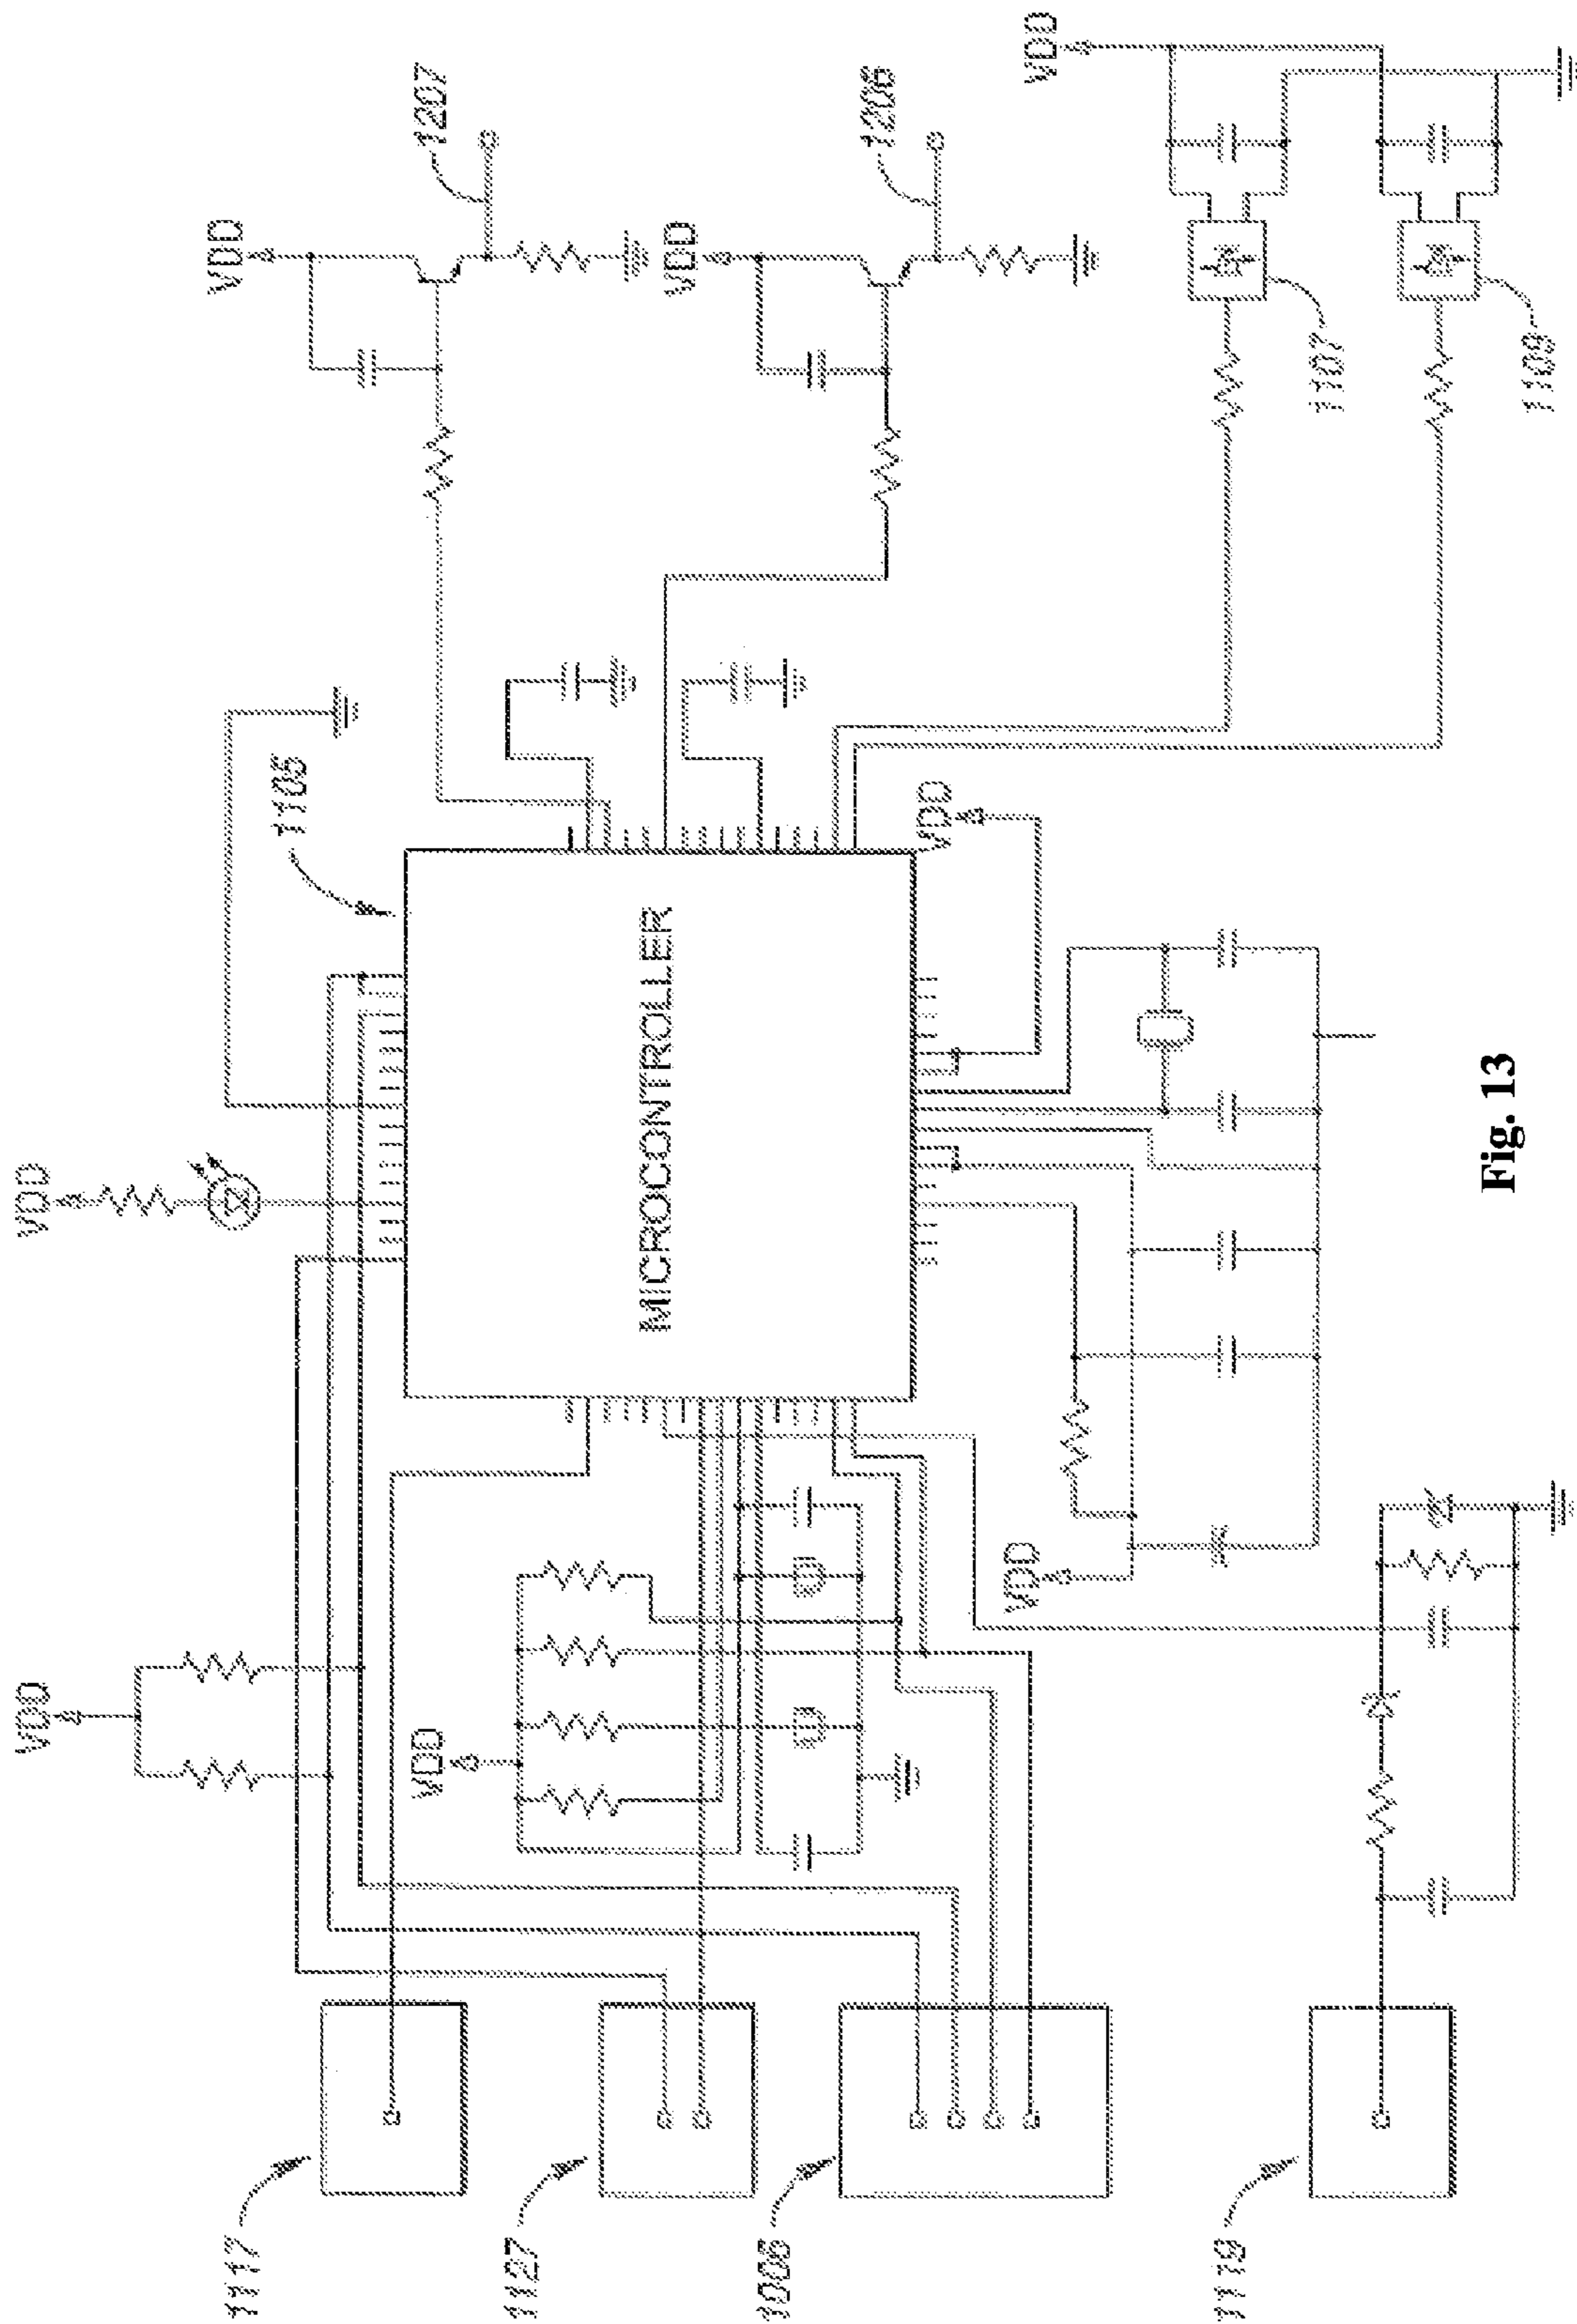 VDD
VDD
1117
VDD
1105
VDD
1207
1127
MICROCONTROLLER
VDD
1006
1206
VDD
VDD
VDD
1119
1107
Fig. 13
1109